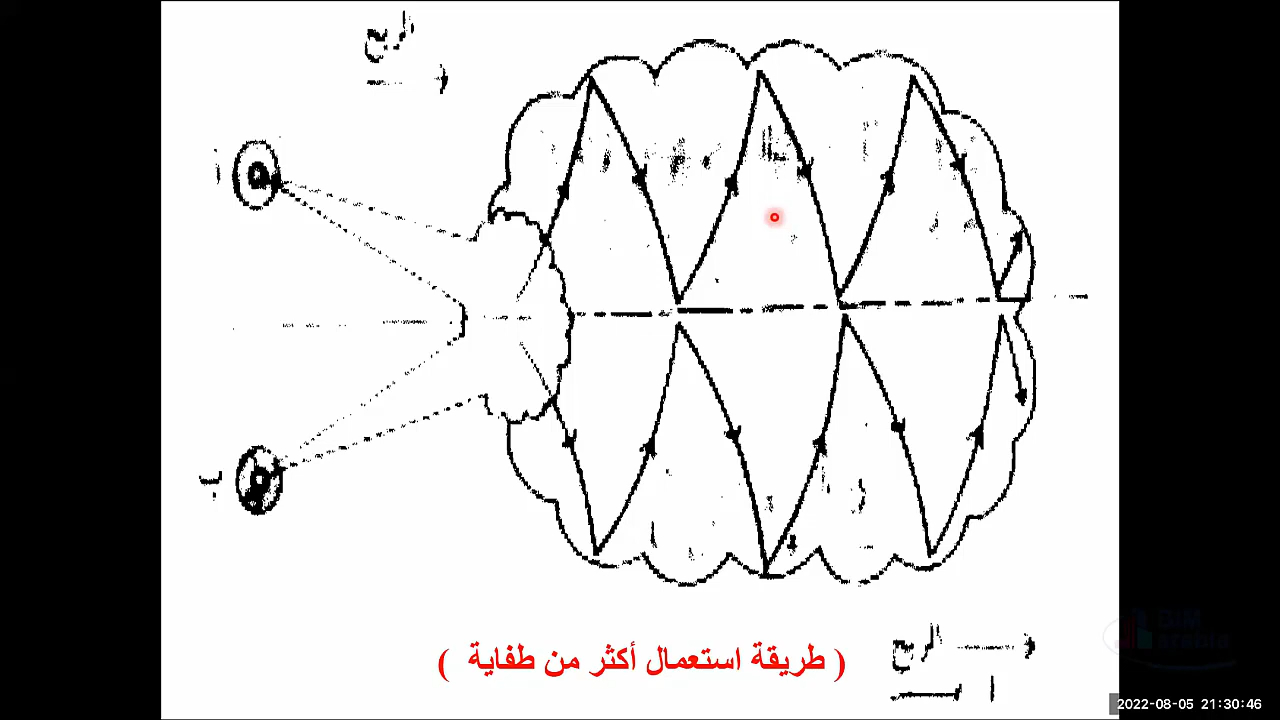 الريح
أ
ب
( طريقة استعمال أكثر من طفاية )
الريح
2022-08-05 21:30:46